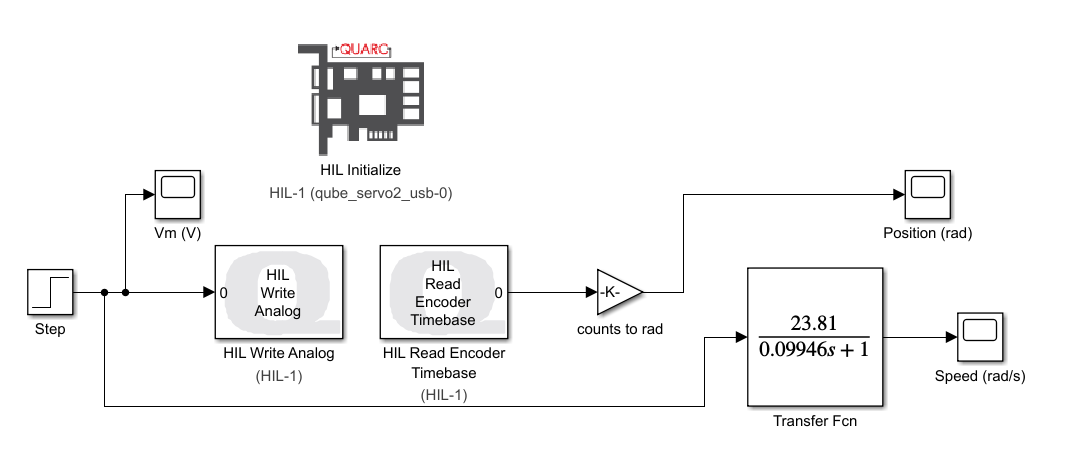 QUARC
HIL Initialize
HIL-1 (qube_servo2_usb-0)
Vm (V)
Position (rad)
Step
0
HIL
Write
Analog
HIL Write Analog
(HIL-1)
HIL
Read
Encoder
Timebase
0
HIL Read Encoder
Timebase
(HIL-1)
-K-
counts to rad
23.81
0.09946s + 1
Transfer Fcn
Speed (rad/s)